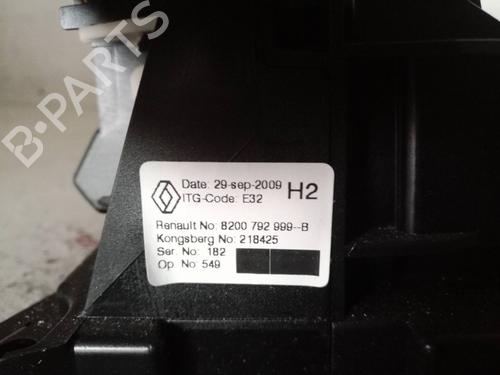 Date: 29-sep-2009
ITG-Code: E32
H2
Renault No: 8200 792 999--B
Kongsberg No: 218425
Ser. No: 182
Op. No: 549
B-PARTS